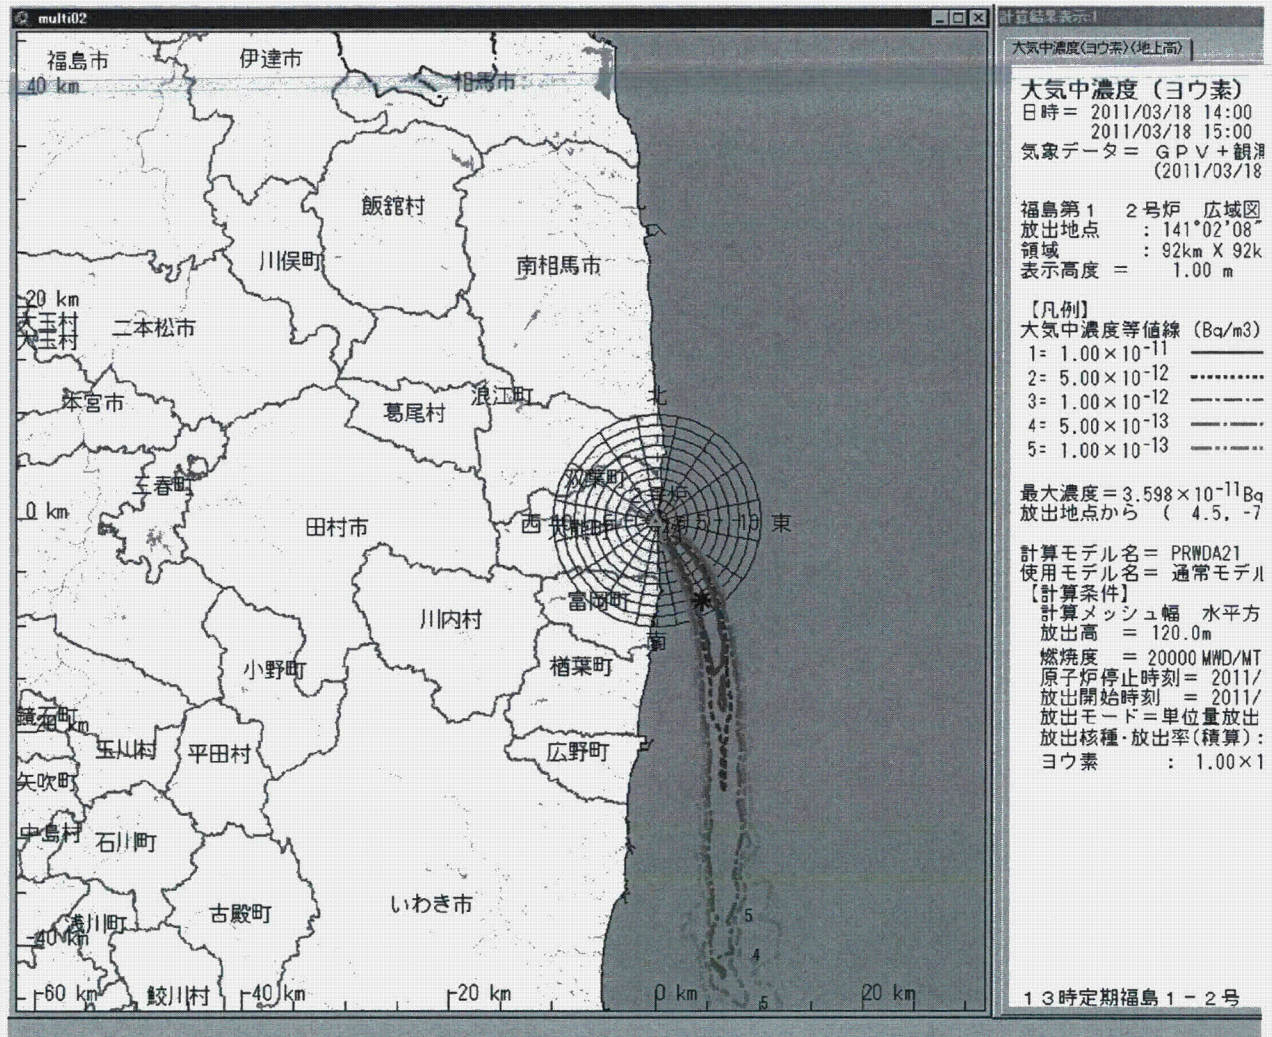 multi02
福島市
伊達市
相馬市
40 km
飯舘村
川俣町
南相馬市
20 km
大玉村
大玉村
二本松市
本宮市
葛尾村
浪江町
北
三春町
双葉町
0 km
田村市
西
東
富岡町
川内村
南
小野町
楢葉町
鏡石町
玉川村
平田村
広野町
矢吹町
中島村
石川町
浅川町
古殿町
いわき市
5
-40 km
4
-60 km
鮫川村
-40 km
-20 km
0 km
5
20 km
計算結果表示:1
大気中濃度(ヨウ素)(地上高)
大気中濃度(ヨウ素)
日時= 2011/03/18 14:00
2011/03/18 15:00
気象データ= GPV+観測
(2011/03/18
福島第1 2号炉 広域図
放出地点 : 141°02'08"
領域 : 92km X 92k
表示高度 = 1.00 m
【凡例】
大気中濃度等値線 (Bq/m3)
1= 1.00×10⁻¹¹
2= 5.00×10⁻¹²
3= 1.00×10⁻¹²
4= 5.00×10⁻¹³
5= 1.00×10⁻¹³
最大濃度=3.598×10⁻¹¹Bq
放出地点から ( 4.5, -7
計算モデル名= PRWDA21
使用モデル名= 通常モデル
【計算条件】
計算メッシュ幅 水平方
放出高 = 120.0m
燃焼度 = 20000MWD/MT
原子炉停止時刻= 2011/
放出開始時刻 = 2011/
放出モード=単位量放出
放出核種・放出率(積算):
ヨウ素 : 1.00×1
13時定期福島1-2号